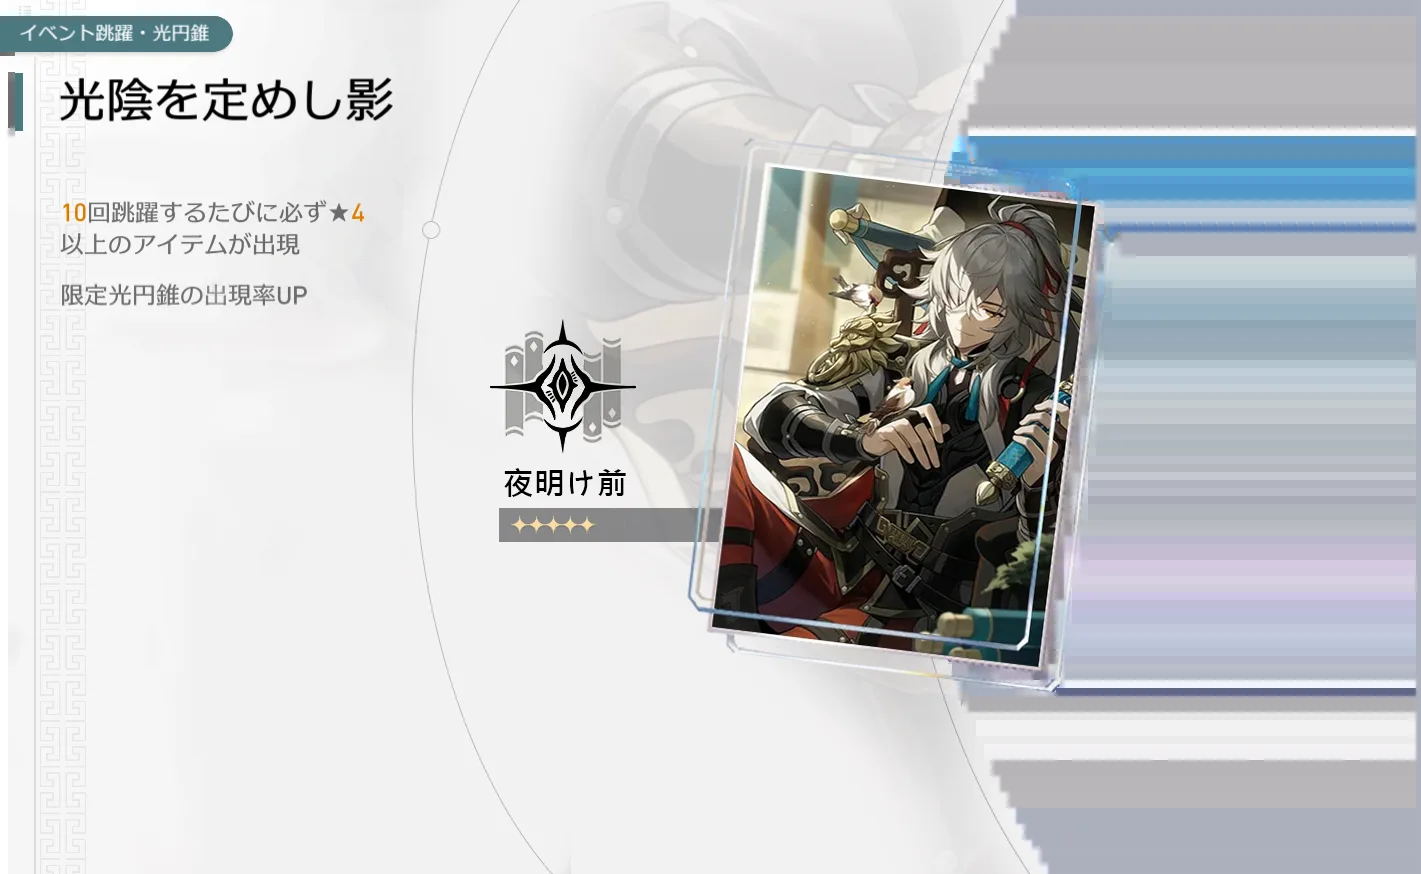 イベント跳躍・光円錐
光陰を定めし影
10回跳躍するたびに必ず★4
以上のアイテムが出現
限定光円錐の出現率UP
夜明け前